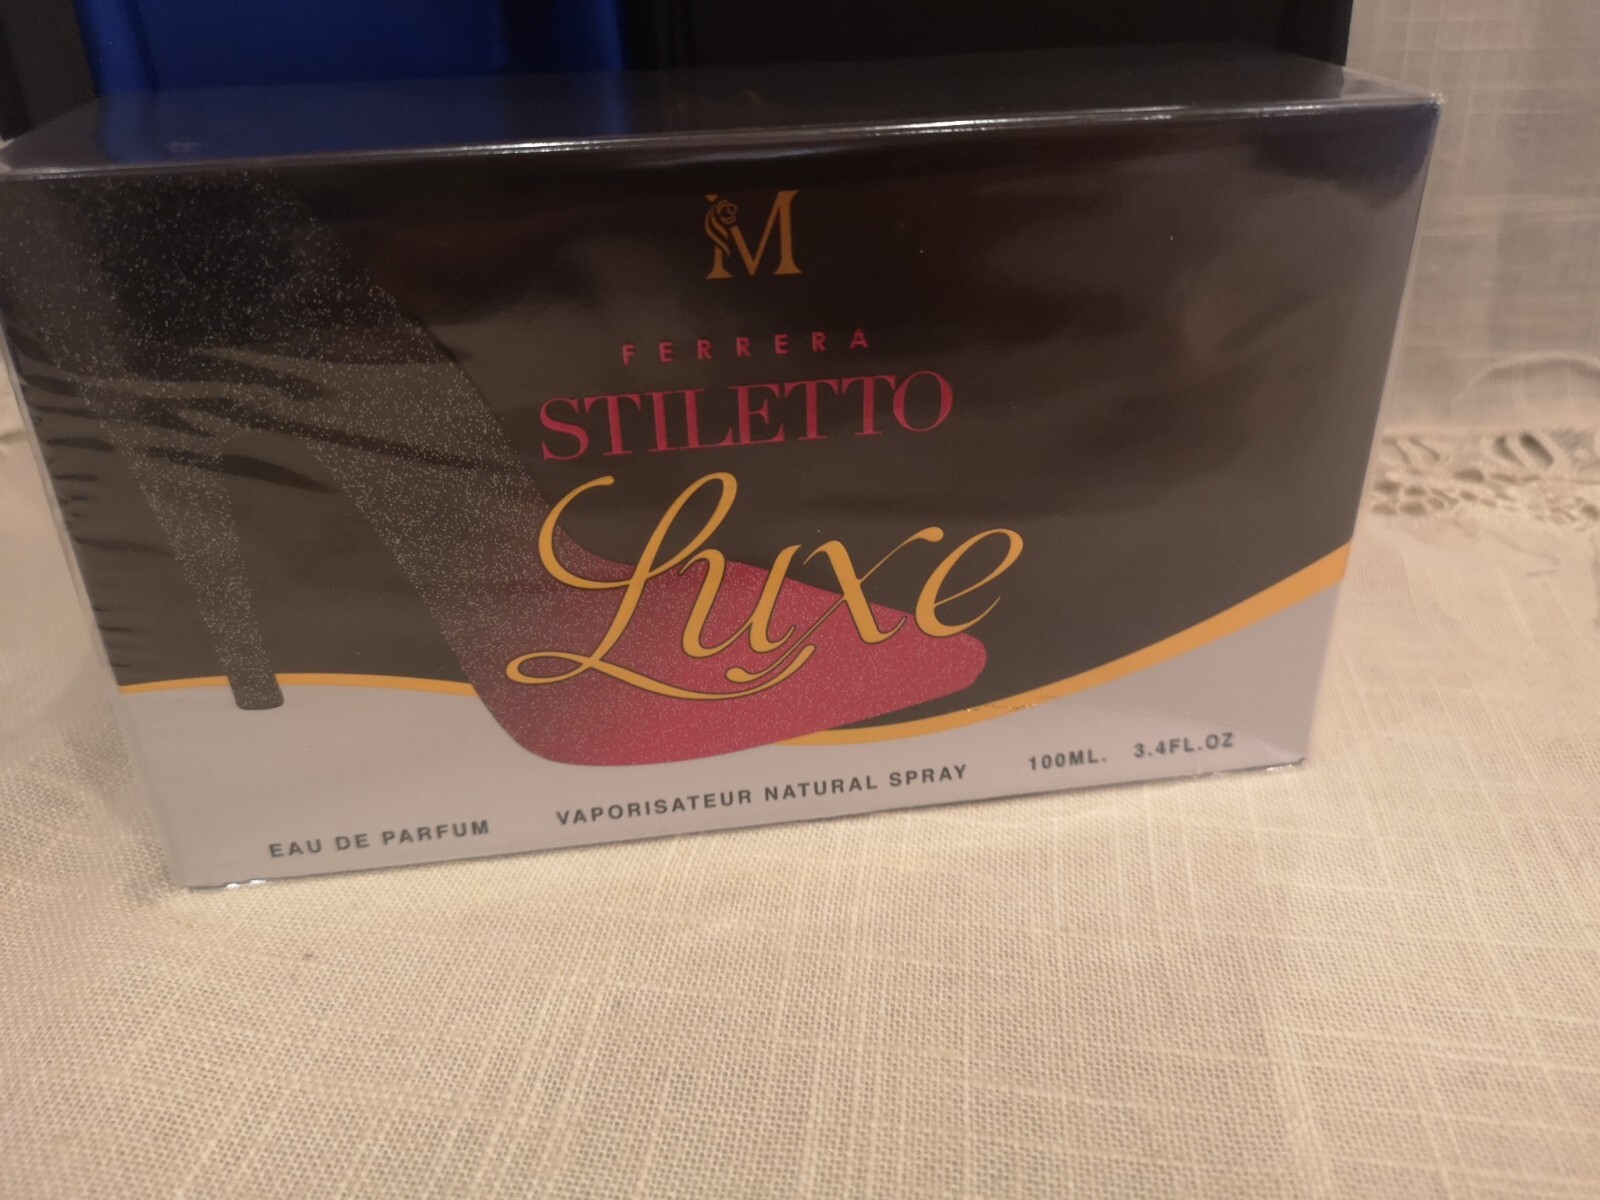 M
FERRERA
STILETTO
Luxe
EAU DE PARFUM VAPORISATEUR NATURAL SPRAY 100ML. 3.4FL.OZ